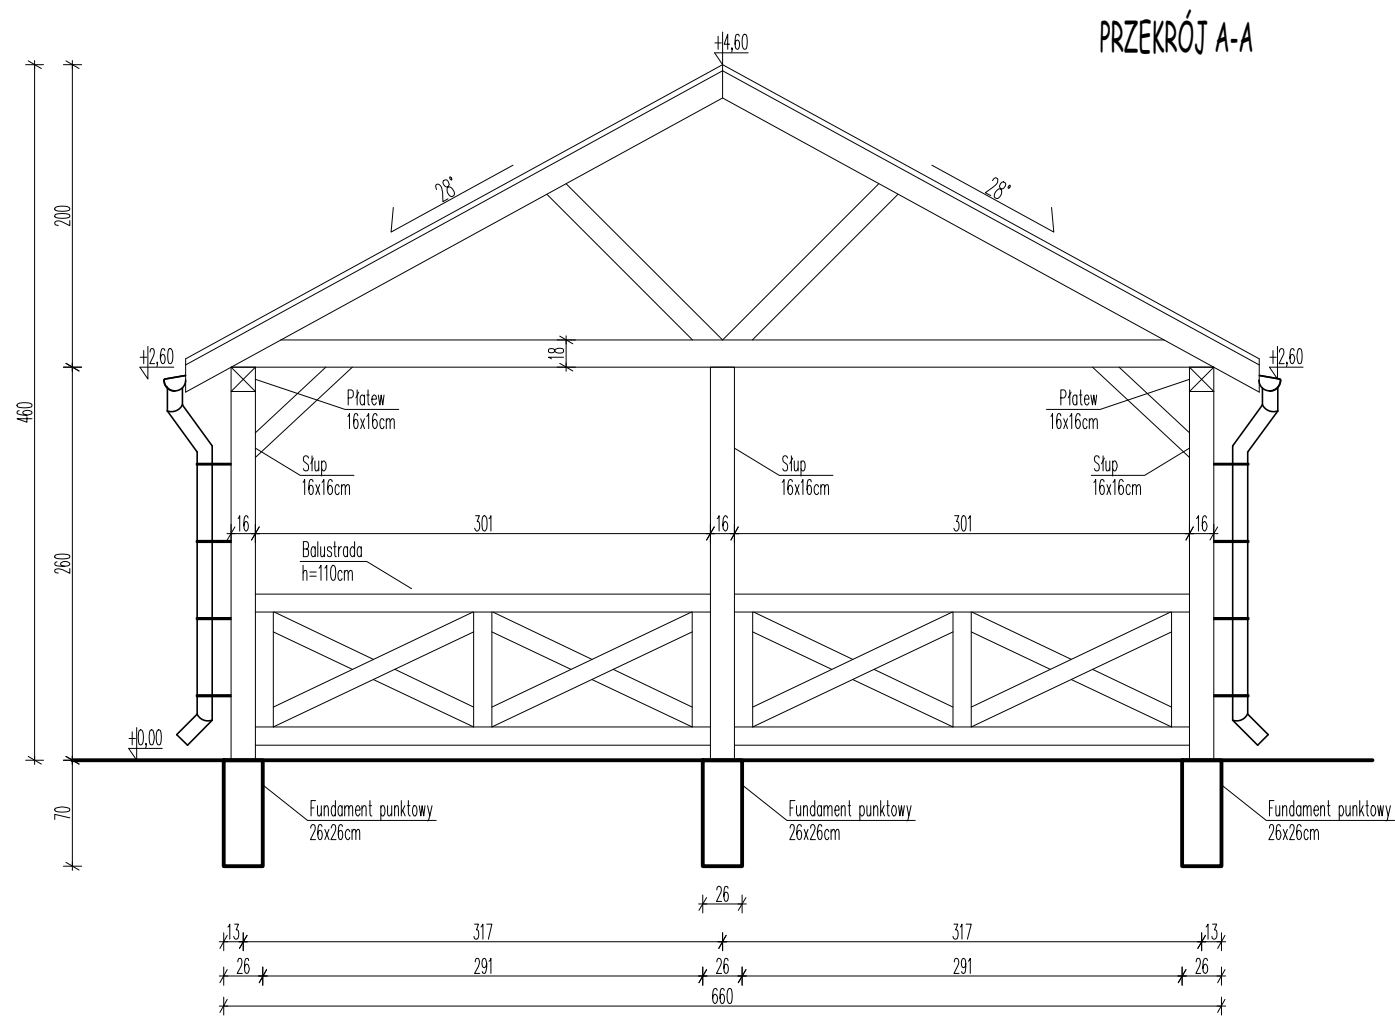 PRZEKRÓJ A-A
+4,60
28°
28°
200
18
+2,60
+2,60
460
Płatew
16x16cm
Płatew
16x16cm
Słup
16x16cm
Słup
16x16cm
Słup
16x16cm
16
301
16
301
16
260
Balustrada
h=110cm
+0,00
70
Fundament punktowy
26x26cm
Fundament punktowy
26x26cm
Fundament punktowy
26x26cm
26
13
317
317
13
26
291
26
291
26
660